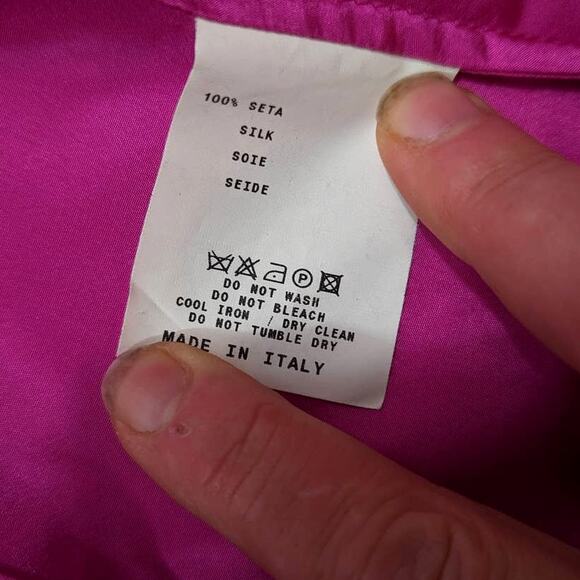 100% SETA
SILK
SOIE
SEIDE
P
DO NOT WASH
DO NOT BLEACH
COOL IRON / DRY CLEAN
DO NOT TUMBLE DRY
MADE IN ITALY